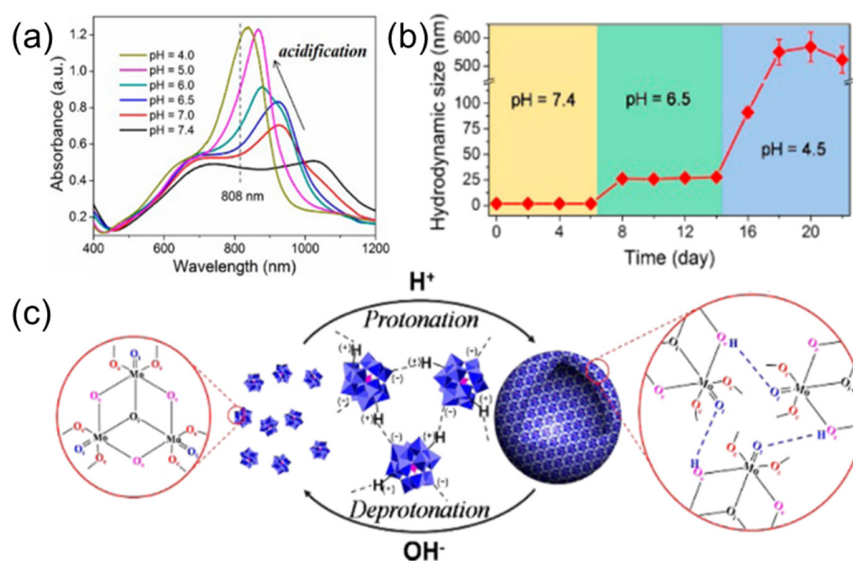 (a)
1.2
1.0
0.8
0.6
0.4
0.2
Absorbance (a.u.)
pH = 4.0
pH = 5.0
pH = 6.0
pH = 6.5
pH = 7.0
pH = 7.4
acidification
808 nm
400 600 800 1000 1200
Wavelength (nm)
(b)
600
500
100
75
50
25
0
Hydrodynamic size (nm)
pH = 7.4
pH = 6.5
pH = 4.5
0 4 8 12 16 20
Time (day)
(c)
H⁺
Protonation
Deprotonation
OH⁻